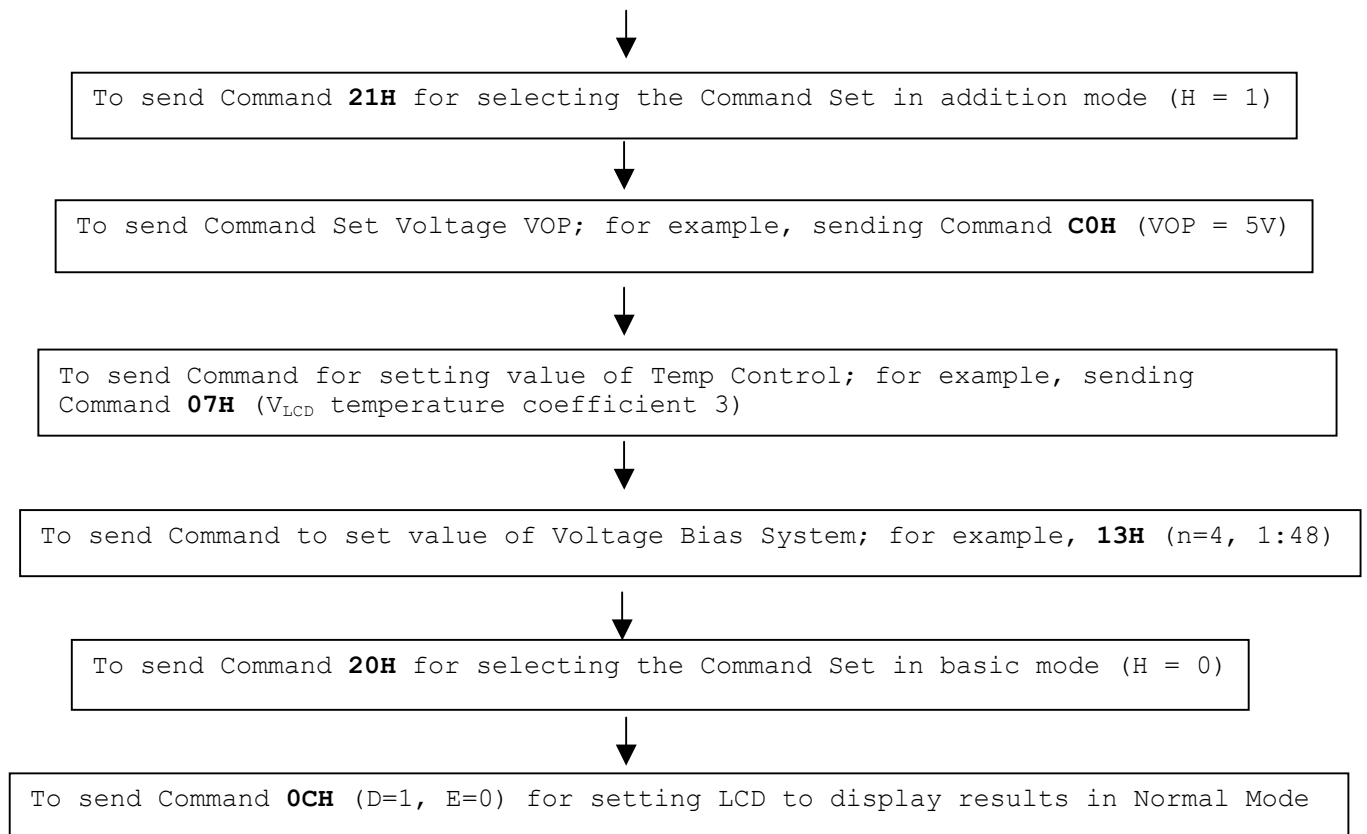 To send Command 21H for selecting the Command Set in addition mode (H = 1)
To send Command Set Voltage VOP; for example, sending Command C0H (VOP = 5V)
To send Command for setting value of Temp Control; for example, sending
Command 07H (VLCD temperature coefficient 3)
To send Command to set value of Voltage Bias System; for example, 13H (n=4, 1:48)
To send Command 20H for selecting the Command Set in basic mode (H = 0)
To send Command 0CH (D=1, E=0) for setting LCD to display results in Normal Mode